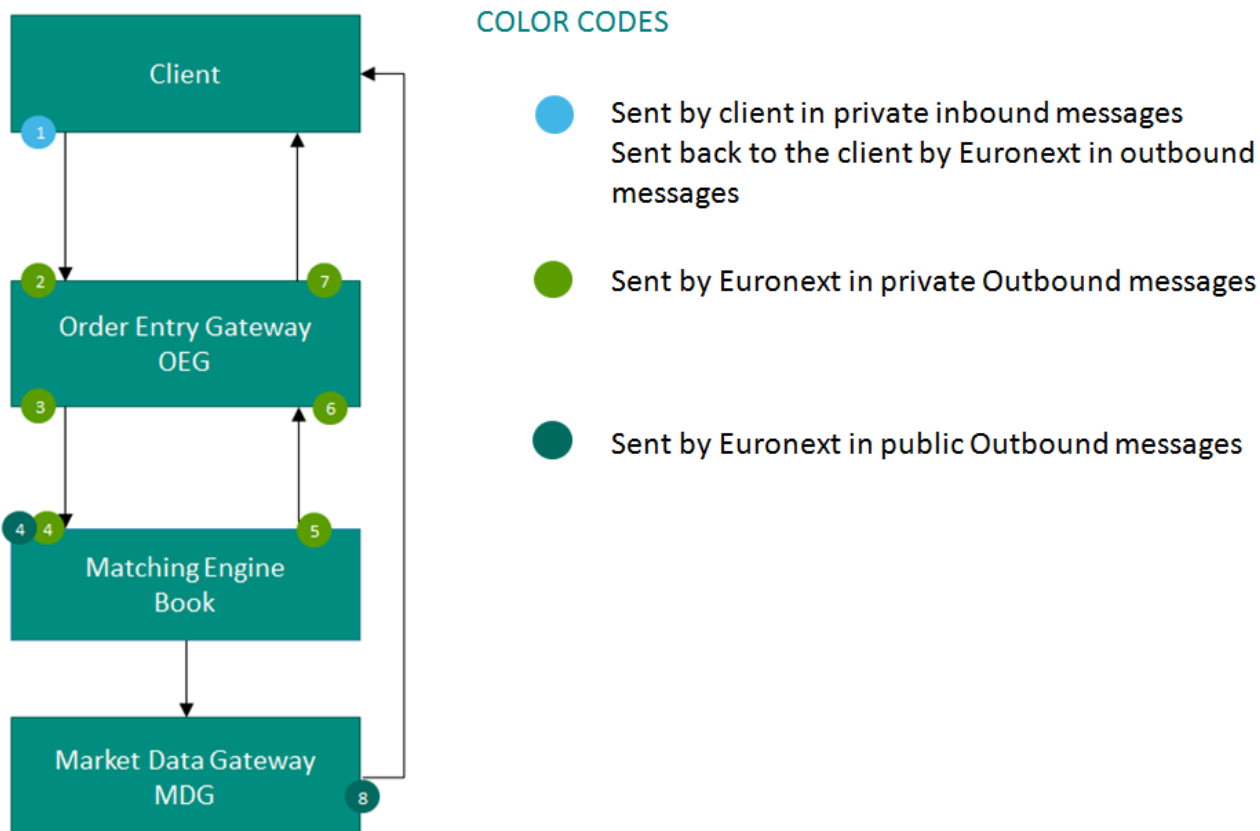 COLOR CODES
Client
1
Sent by client in private inbound messages
Sent back to the client by Euronext in outbound
messages
2
7
Sent by Euronext in private Outbound messages
Order Entry Gateway
OEG
3
6
Sent by Euronext in public Outbound messages
4
4
5
Matching Engine
Book
Market Data Gateway
MDG
8